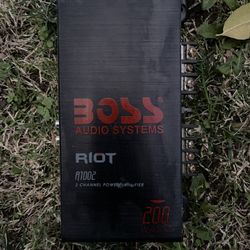 BOSS
AUDIO SYSTEMS
RIOT
R1002
2 CHANNEL POWER AMPLIFIER
200